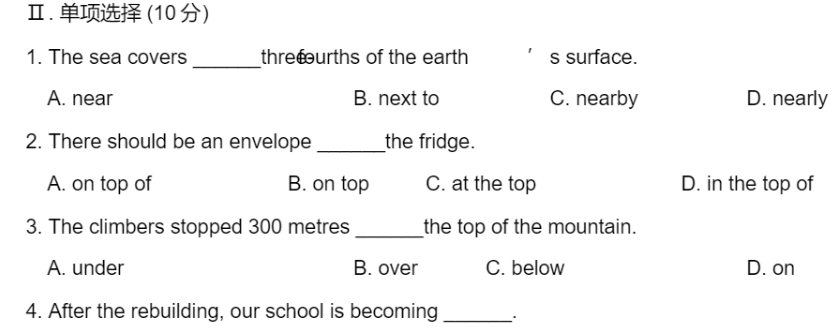 Ⅱ. 单项选择 (10 分)
1. The sea covers ______three-fourths of the earth ′ s surface.
A. near B. next to C. nearby D. nearly
2. There should be an envelope ______the fridge.
A. on top of B. on top C. at the top D. in the top of
3. The climbers stopped 300 metres ______the top of the mountain.
A. under B. over C. below D. on
4. After the rebuilding, our school is becoming ______.